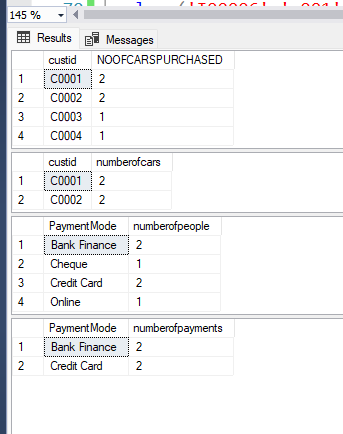 145 %
Results Messages
custid NOOFCARSPURCHASED
1 C0001 2
2 C0002 2
3 C0003 1
4 C0004 1
custid numberofcars
1 C0001 2
2 C0002 2
PaymentMode numberofpeople
1 Bank Finance 2
2 Cheque 1
3 Credit Card 2
4 Online 1
PaymentMode numberofpayments
1 Bank Finance 2
2 Credit Card 2